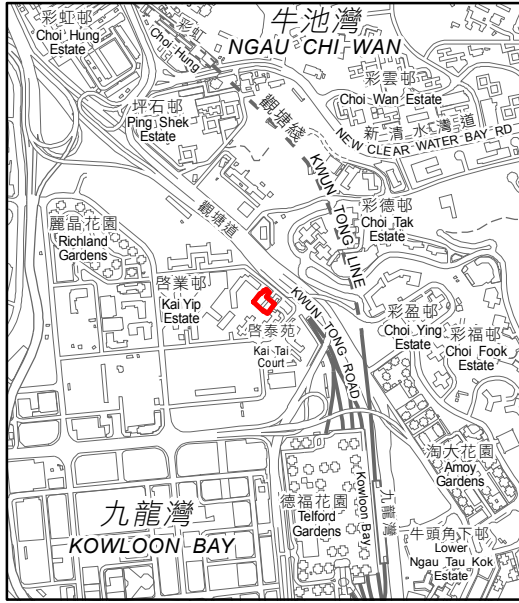 彩虹邨
Choi Hung
Estate
彩虹
Choi Hung
牛池灣
NGAU CHI WAN
坪石邨
Ping Shek
Estate
觀塘綫
KWUN TONG LINE
彩雲邨
Choi Wan Estate
新清水灣道
NEW CLEAR WATER BAY RD
麗晶花園
Richland
Gardens
觀塘道
KWUN TONG ROAD
彩德邨
Choi Tak
Estate
啓業邨
Kai Yip
Estate
啓泰苑
Kai Tai
Court
彩盈邨
Choi Ying
Estate
彩福邨
Choi Fook
Estate
淘大花園
Amoy
Gardens
九龍灣
KOWLOON BAY
德福花園
Telford
Gardens
Kowloon Bay
九龍灣
牛頭角下邨
Lower
Ngau Tau Kok
Estate